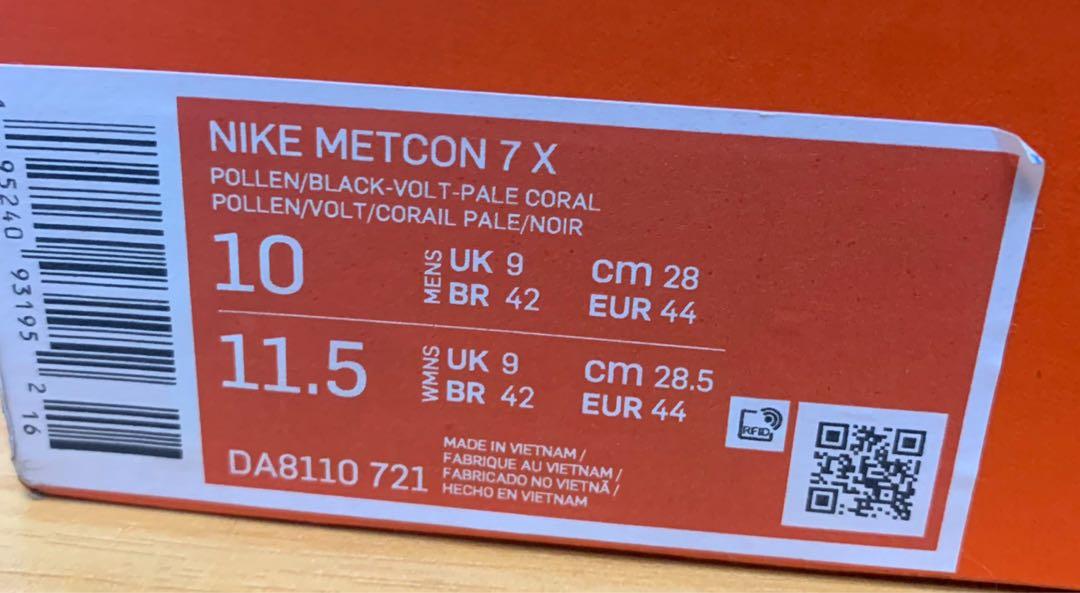 NIKE METCON 7 X
POLLEN/BLACK-VOLT-PALE CORAL
POLLEN/VOLT/CORAIL PALE/NOIR
10 MENS UK 9 cm 28
BR 42 EUR 44
11.5 WMNS UK 9 cm 28.5
BR 42 EUR 44
DA8110 721
MADE IN VIETNAM /
FABRIQUE AU VIETNAM /
FABRICADO NO VIETNÃ /
HECHO EN VIETNAM
RFID
1 95240 93195 2 16